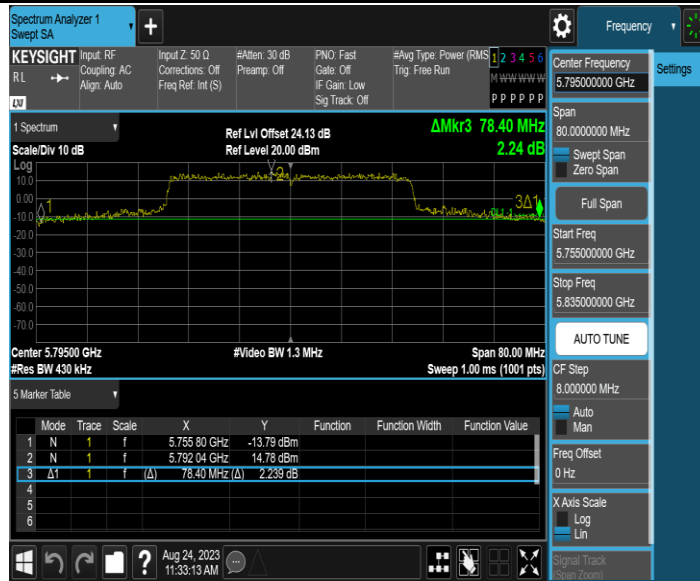 Spectrum Analyzer 1
Swept SA
+
Frequency
KEYSIGHT
RL
LXI
Input: RF
Coupling: AC
Align: Auto
Input Z: 50 Ω
Corrections: Off
Freq Ref: Int (S)
#Atten: 30 dB
Preamp: Off
PNO: Fast
Gate: Off
IF Gain: Low
Sig Track: Off
#Avg Type: Power (RMS
Trig: Free Run
1 2 3 4 5 6
M W W W W W
P P P P P P
Center Frequency
5.795000000 GHz
Settings
Span
80.0000000 MHz
Swept Span
Zero Span
Full Span
Start Freq
5.755000000 GHz
Stop Freq
5.835000000 GHz
AUTO TUNE
CF Step
8.000000 MHz
Auto
Man
Freq Offset
0 Hz
X Axis Scale
Log
Lin
Signal Track
(Span Zoom)
1 Spectrum
Scale/Div 10 dB
Ref Lvl Offset 24.13 dB
Ref Level 20.00 dBm
ΔMkr3 78.40 MHz
2.24 dB
Log
10.0
0.00
-10.0
-20.0
-30.0
-40.0
-50.0
-60.0
-70.0
1
2
3Δ1
Center 5.79500 GHz
#Video BW 1.3 MHz
Span 80.00 MHz
#Res BW 430 kHz
Sweep 1.00 ms (1001 pts)
5 Marker Table
Mode Trace Scale X Y Function Function Width Function Value
1 N 1 f 5.755 80 GHz -13.79 dBm
2 N 1 f 5.792 04 GHz 14.78 dBm
3 Δ1 1 f (Δ) 78.40 MHz (Δ) 2.239 dB
4
5
6
?
Aug 24, 2023
11:33:13 AM